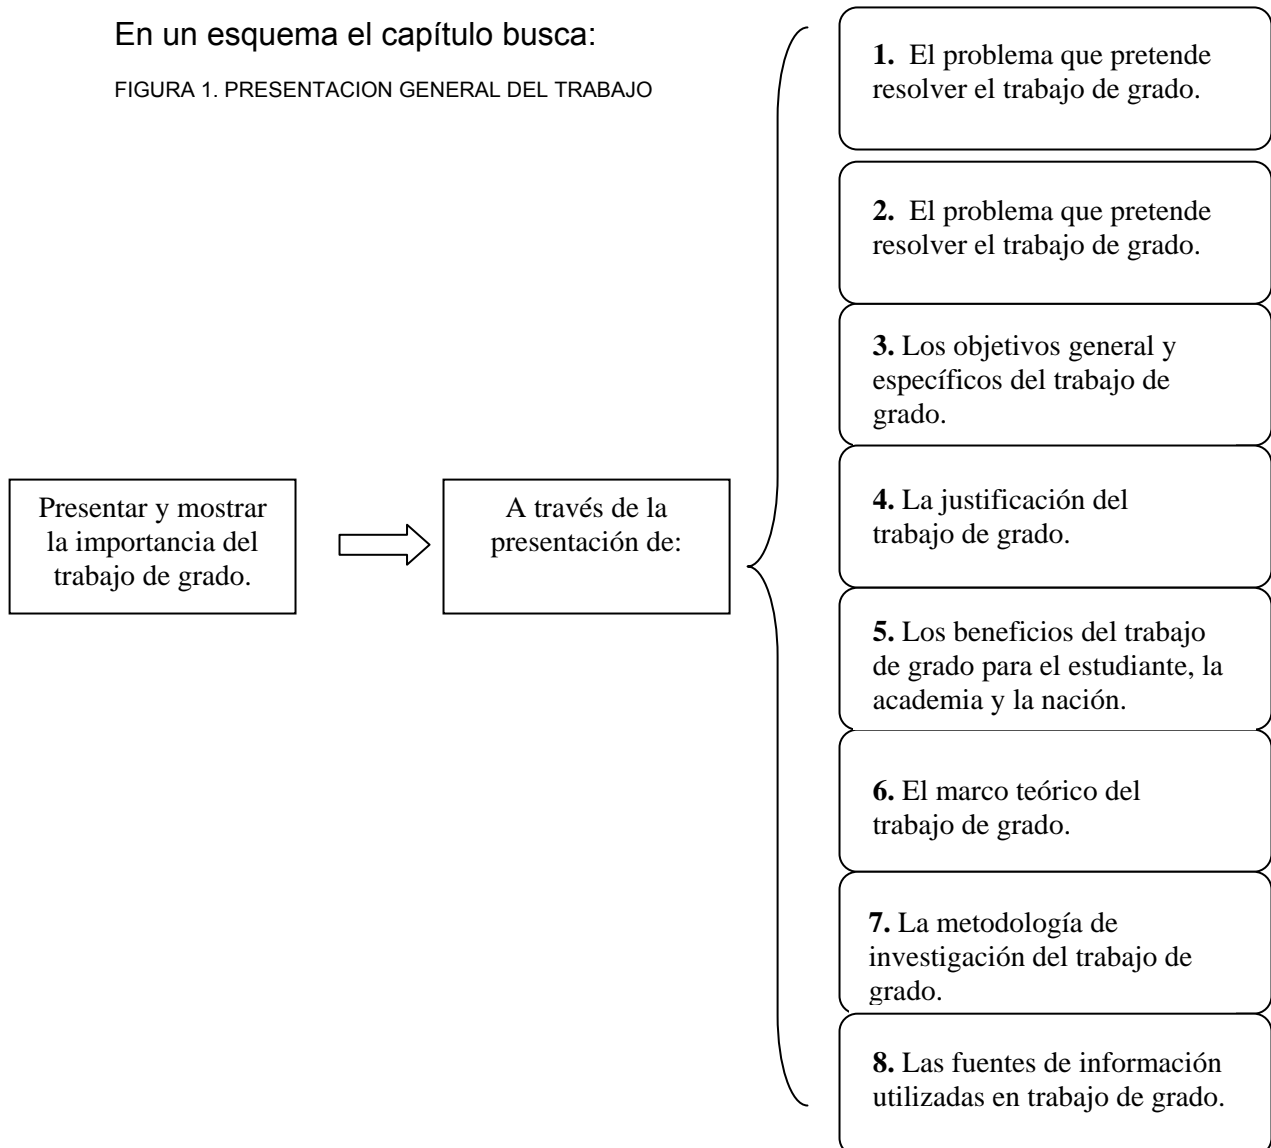 En un esquema el capítulo busca:
FIGURA 1. PRESENTACION GENERAL DEL TRABAJO
Presentar y mostrar
la importancia del
trabajo de grado.
A través de la
presentación de:
1. El problema que pretende
resolver el trabajo de grado.
2. El problema que pretende
resolver el trabajo de grado.
3. Los objetivos general y
específicos del trabajo de
grado.
4. La justificación del
trabajo de grado.
5. Los beneficios del trabajo
de grado para el estudiante, la
academia y la nación.
6. El marco teórico del
trabajo de grado.
7. La metodología de
investigación del trabajo de
grado.
8. Las fuentes de información
utilizadas en trabajo de grado.